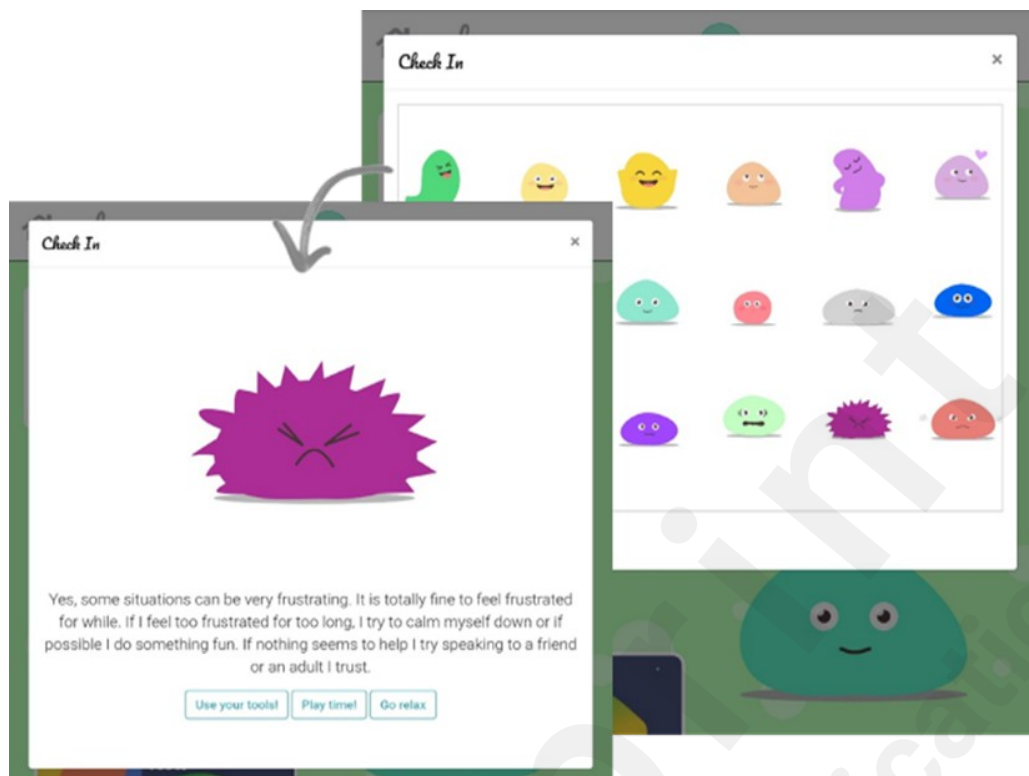 Check In
×
Check In
×
Yes, some situations can be very frustrating. It is totally fine to feel frustrated
for while. If I feel too frustrated for too long, I try to calm myself down or if
possible I do something fun. If nothing seems to help I try speaking to a friend
or an adult I trust.
Use your tools! Play time! Go relax